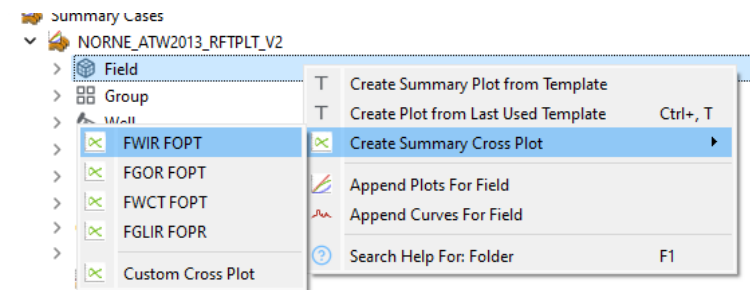 Summary Cases
NORNE_ATW2013_RFTPLT_V2
Field
Group
Well
Create Summary Plot from Template
Create Plot from Last Used Template Ctrl+, T
Create Summary Cross Plot
Append Plots For Field
Append Curves For Field
Search Help For: Folder F1
FWIR FOPT
FGOR FOPT
FWCT FOPT
FGLIR FOPR
Custom Cross Plot